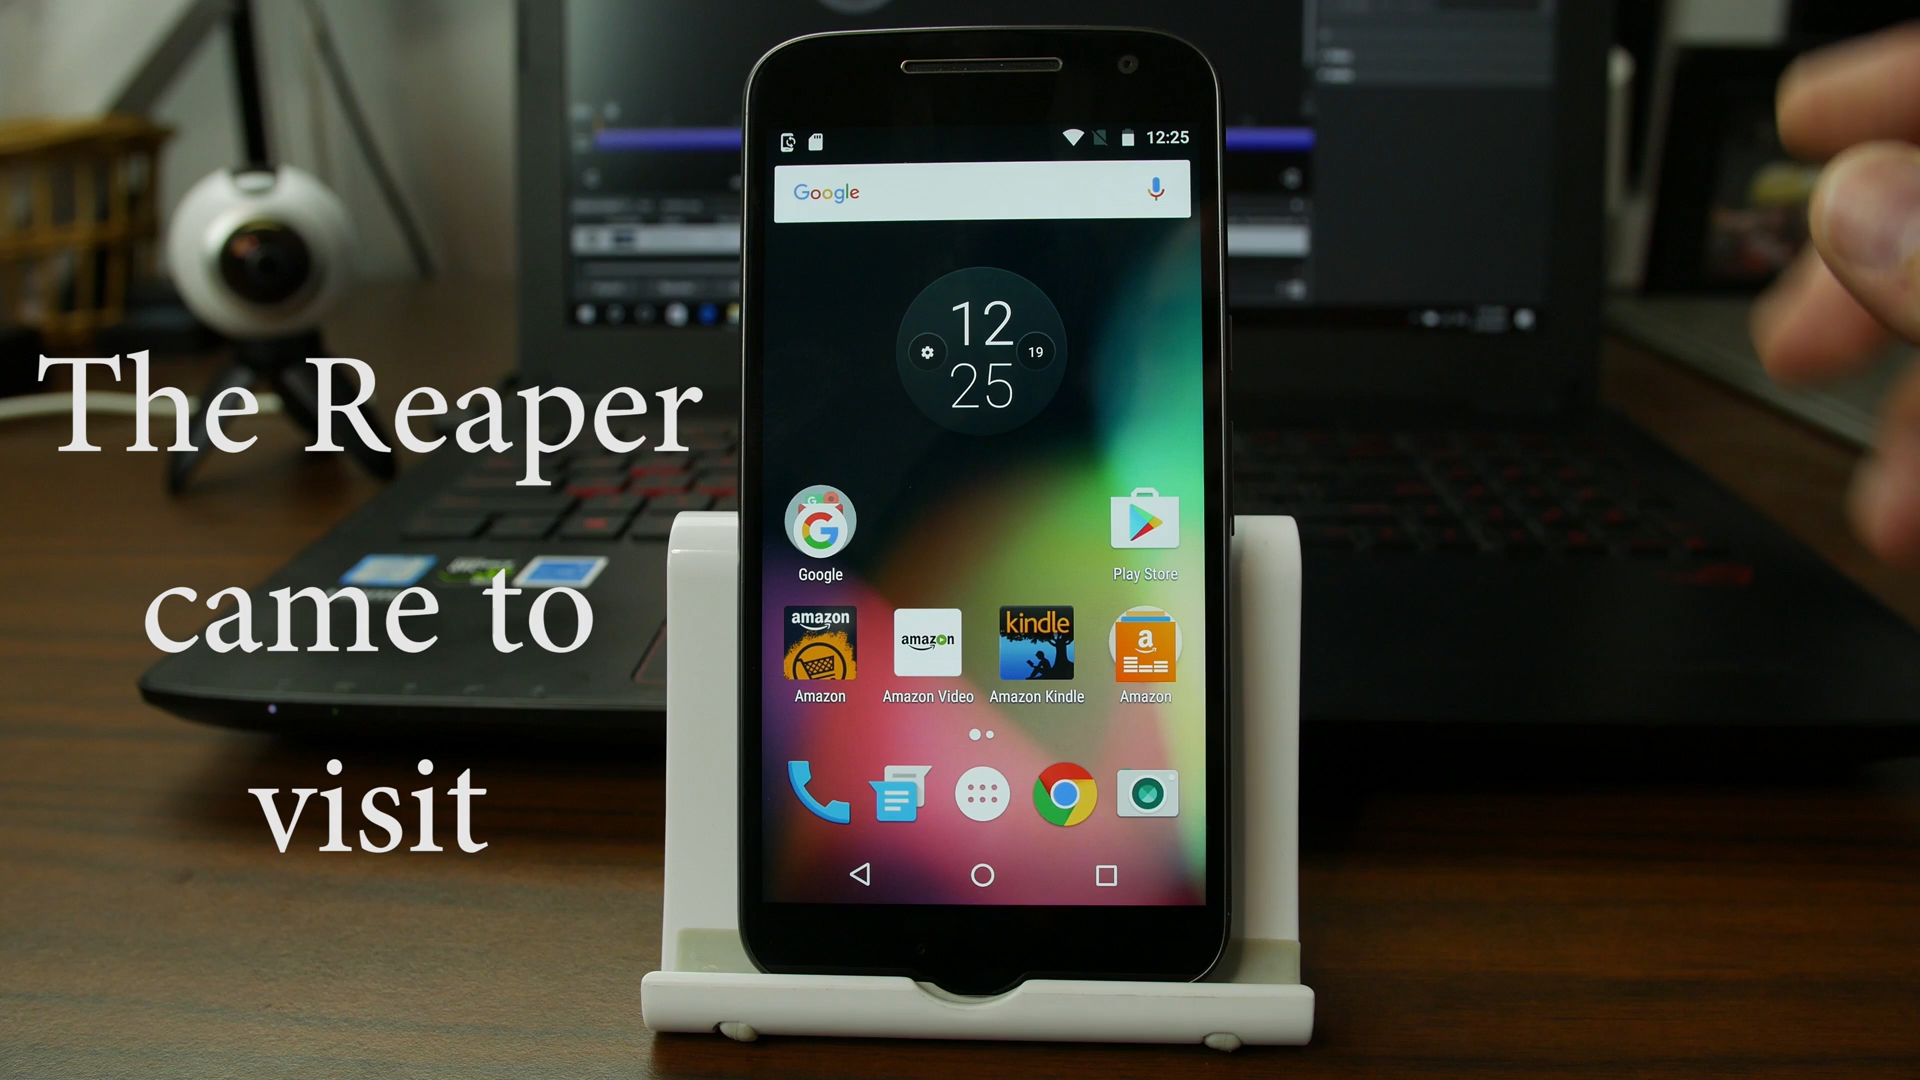 The Reaper
came to
visit
12:25
Google
12
25
19
Google
Play Store
amazon
amazon
kindle
a
Amazon
Amazon Video
Amazon Kindle
Amazon